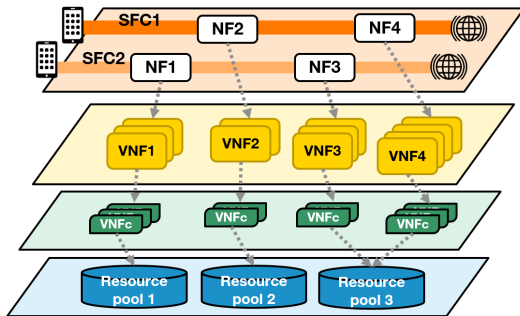 SFC1
NF2
NF4
SFC2
NF1
NF3
VNF1
VNF2
VNF3
VNF4
VNFc
VNFc
VNFc
VNFc
Resource
pool 1
Resource
pool 2
Resource
pool 3